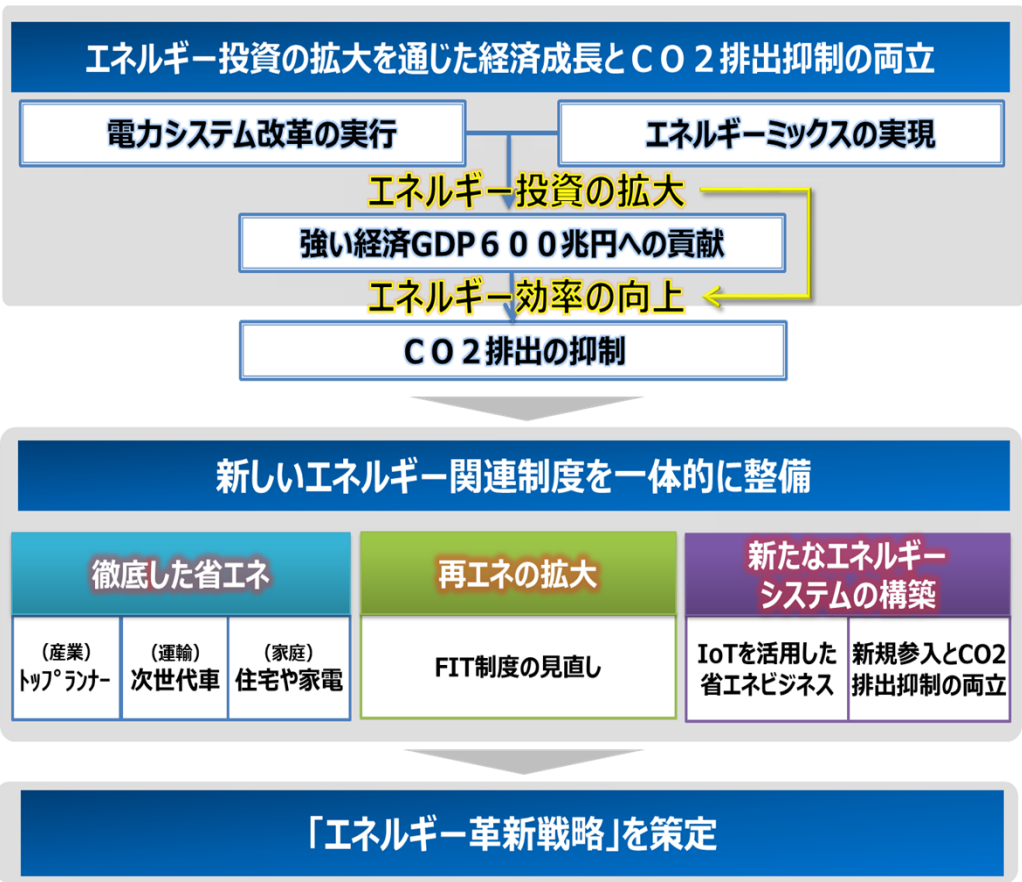 エネルギー投資の拡大を通じた経済成長とＣＯ２排出抑制の両立
電力システム改革の実行
エネルギーミックスの実現
エネルギー投資の拡大
強い経済GDP６００兆円への貢献
エネルギー効率の向上
ＣＯ２排出の抑制
新しいエネルギー関連制度を一体的に整備
徹底した省エネ
（産業）
ﾄｯﾌﾟﾗﾝﾅｰ
（運輸）
次世代車
（家庭）
住宅や家電
再エネの拡大
FIT制度の見直し
新たなエネルギー
システムの構築
IoTを活用した
省エネビジネス
新規参入とCO2
排出抑制の両立
「エネルギー革新戦略」を策定